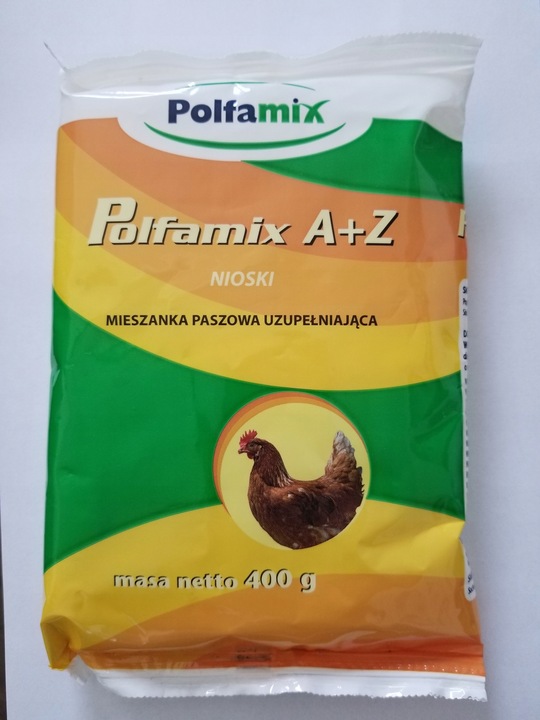 Polfamix
Polfamix A+Z
NIOSKI
MIESZANKA PASZOWA UZUPEŁNIAJĄCA
masa netto 400 g